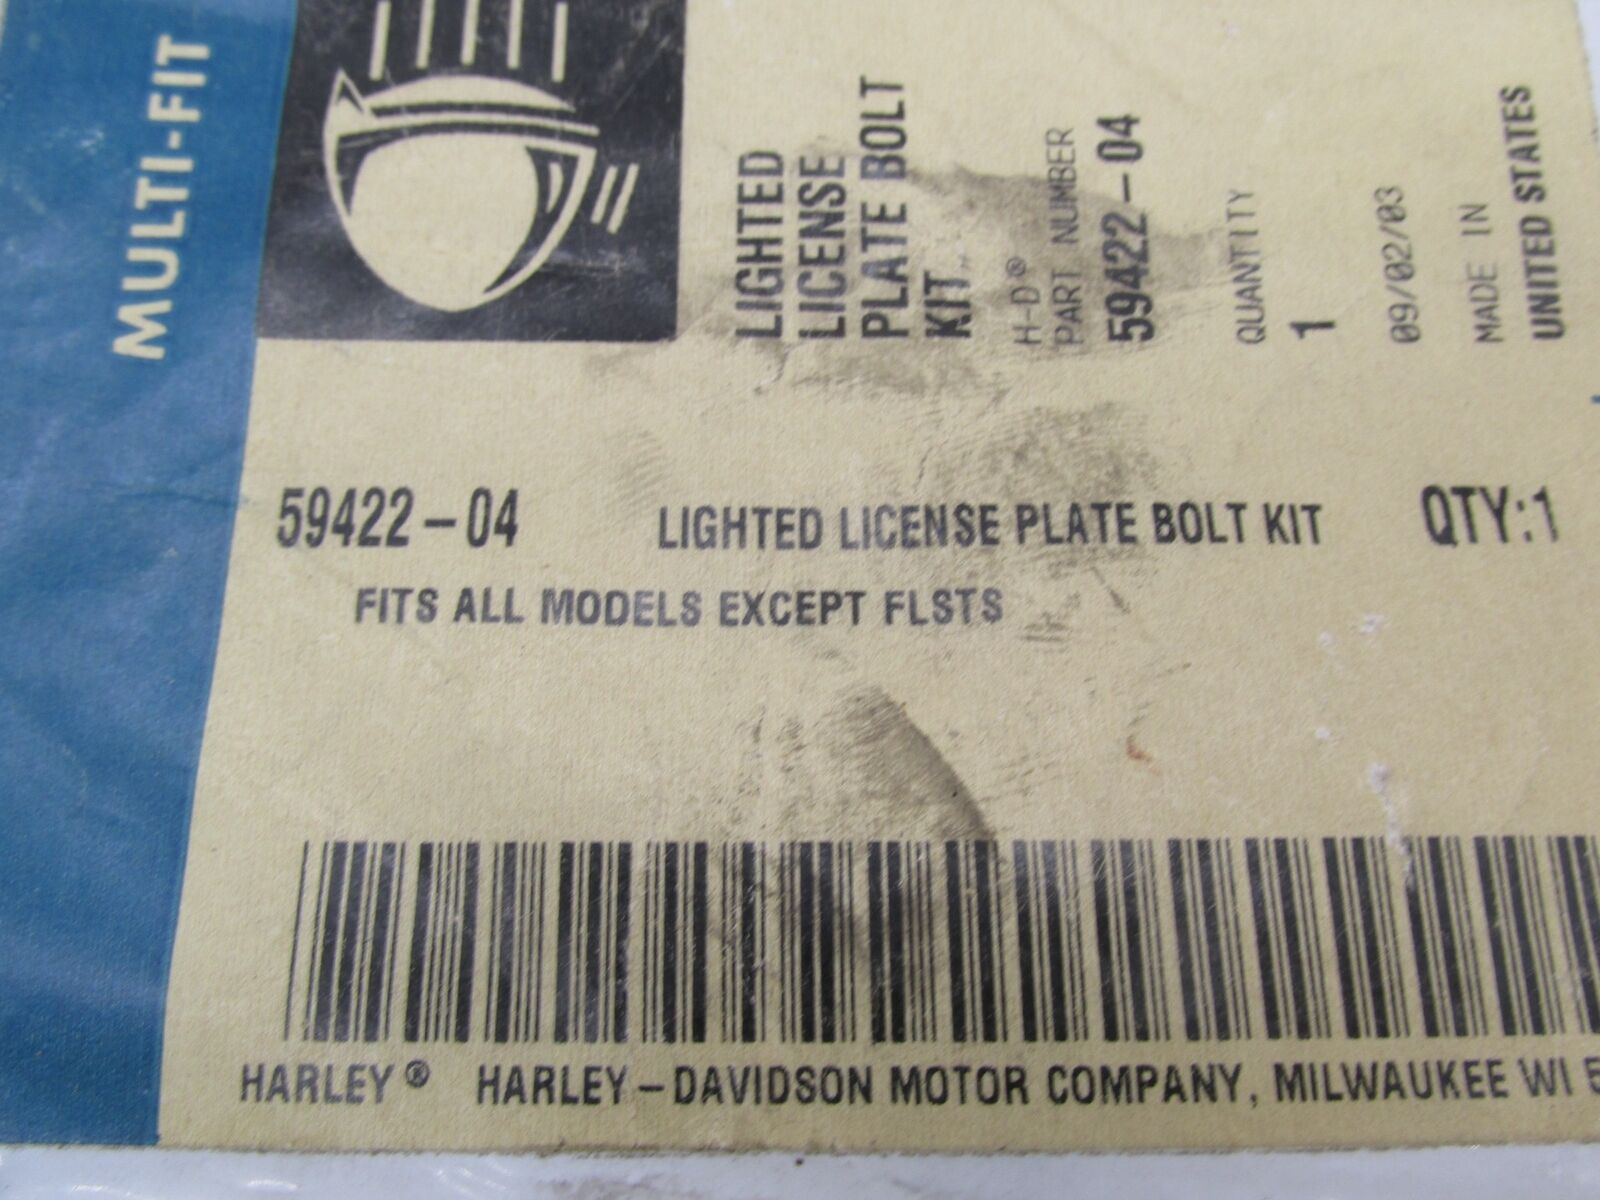 MULTI-FIT
LIGHTED
LICENSE
PLATE BOLT
KIT
H-D®
PART NUMBER
59422-04
QUANTITY
1
09/02/03
MADE IN
UNITED STATES
59422-04 LIGHTED LICENSE PLATE BOLT KIT QTY:1
FITS ALL MODELS EXCEPT FLSTS
HARLEY® HARLEY-DAVIDSON MOTOR COMPANY, MILWAUKEE WI 5